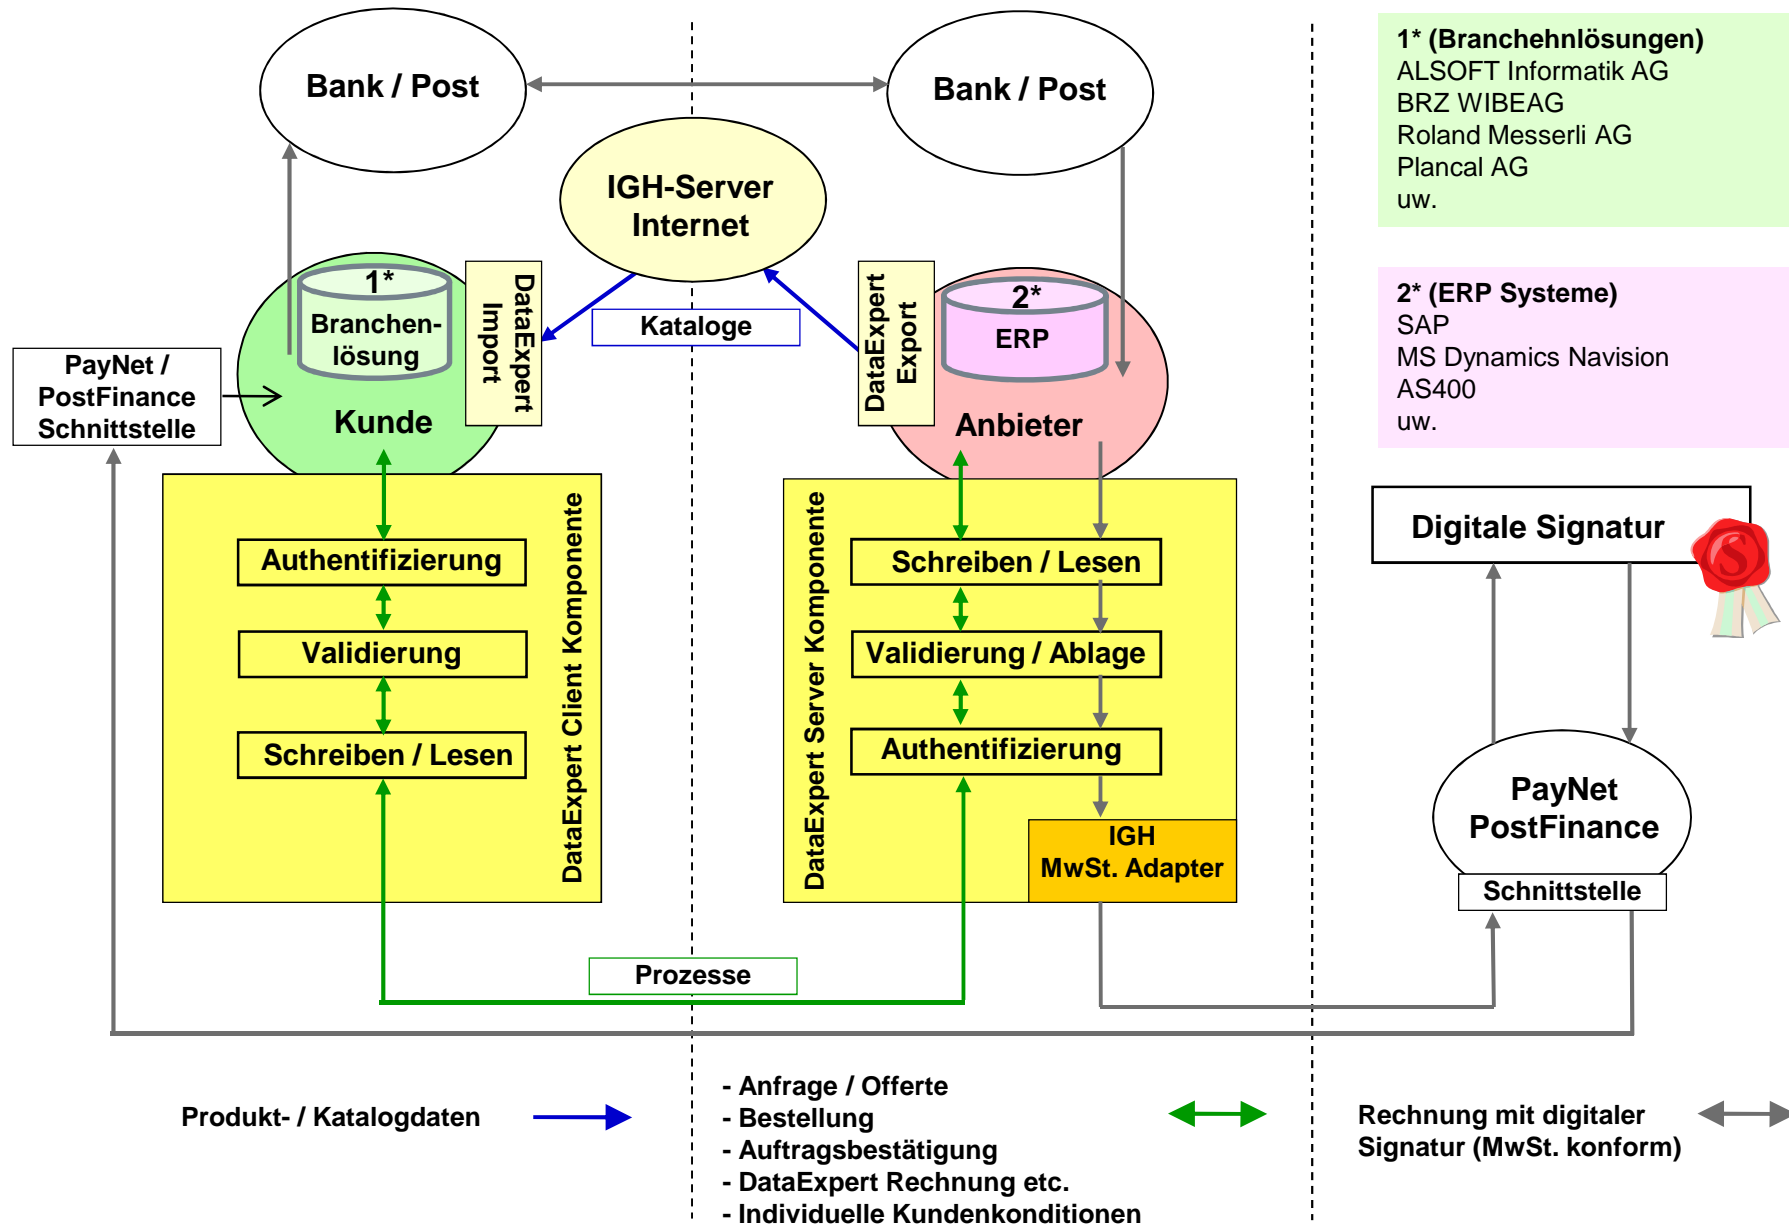 Bank / Post
Bank / Post
IGH-Server
Internet
1*
Branchen-
lösung
Kunde
DataExpert
Import
Kataloge
DataExpert
Export
2*
ERP
Anbieter
PayNet /
PostFinance
Schnittstelle
Authentifizierung
Validierung
Schreiben / Lesen
DataExpert Client Komponente
DataExpert Server Komponente
Schreiben / Lesen
Validierung / Ablage
Authentifizierung
IGH
MwSt. Adapter
Prozesse
1* (Branchehnlösungen)
ALSOFT Informatik AG
BRZ WIBEAG
Roland Messerli AG
Plancal AG
uw.
2* (ERP Systeme)
SAP
MS Dynamics Navision
AS400
uw.
Digitale Signatur
S
PayNet
PostFinance
Schnittstelle
Produkt- / Katalogdaten
- Anfrage / Offerte
- Bestellung
- Auftragsbestätigung
- DataExpert Rechnung etc.
- Individuelle Kundenkonditionen
Rechnung mit digitaler
Signatur (MwSt. konform)